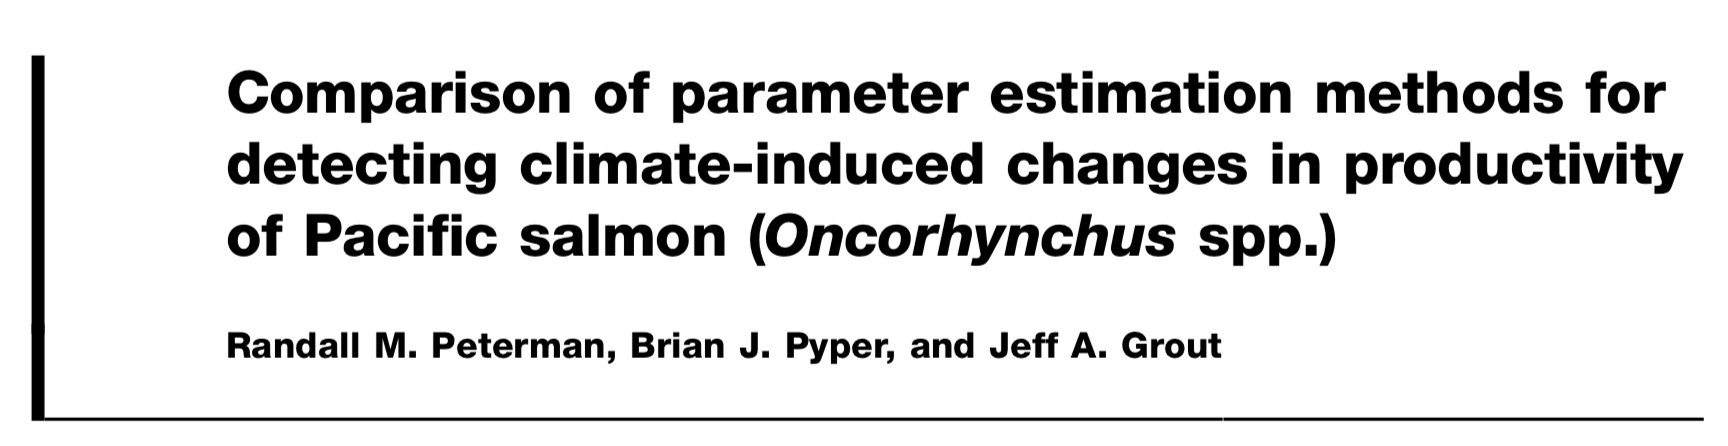 Comparison of parameter estimation methods for
detecting climate-induced changes in productivity
of Pacific salmon (Oncorhynchus spp.)
Randall M. Peterman, Brian J. Pyper, and Jeff A. Grout